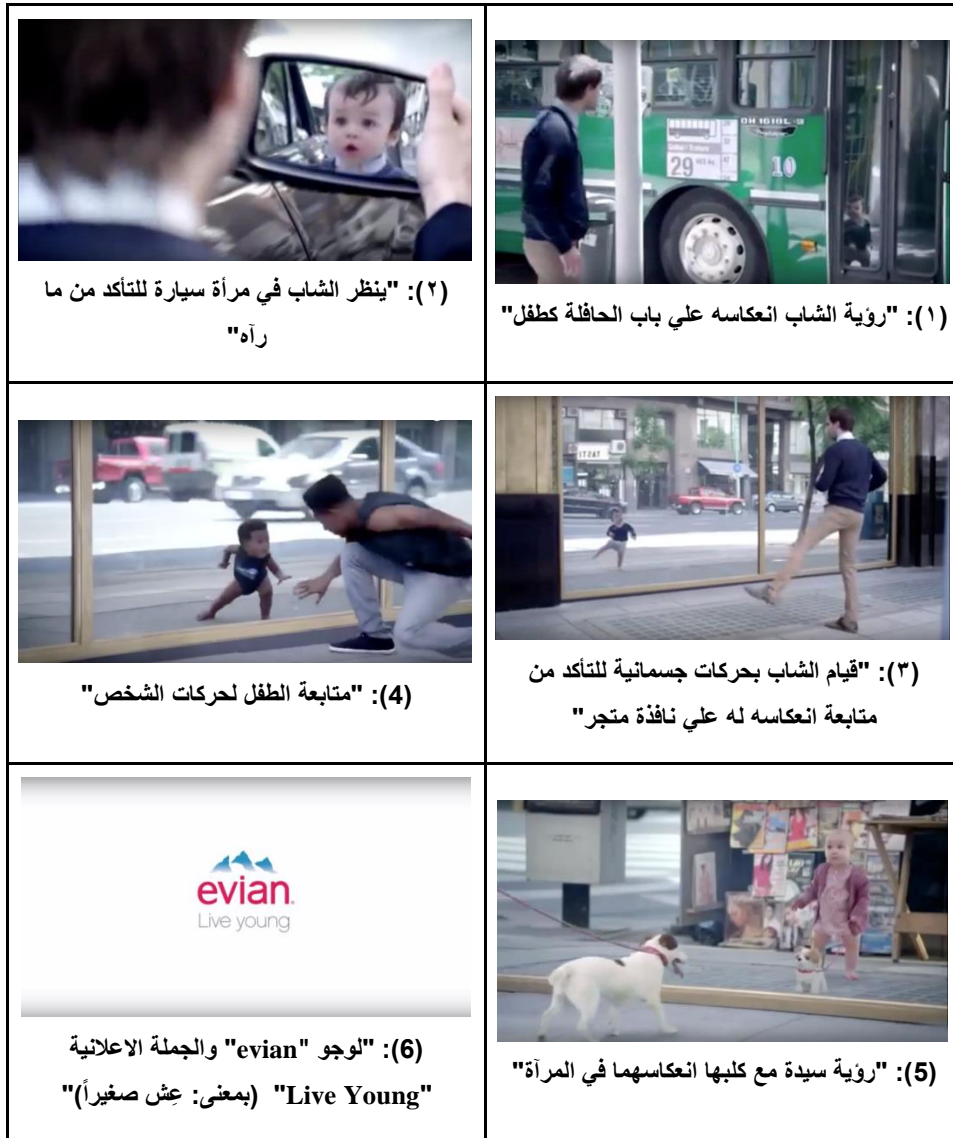 DH 1618L-9
29
10
(١): "رؤية الشاب انعكاسه علي باب الحافلة كطفل"
(٢): "ينظر الشاب في مرأة سيارة للتأكد من ما
رآه"
(٣): "قيام الشاب بحركات جسمانية للتأكد من
متابعة انعكاسه له علي نافذة متجر"
(4): "متابعة الطفل لحركات الشخص"
(5): "رؤية سيدة مع كلبها انعكاسهما في المرآة"
evian.
Live young
(6): "لوجو "evian" والجملة الاعلانية
"Live Young" (بمعنى: عِش صغيراً)"